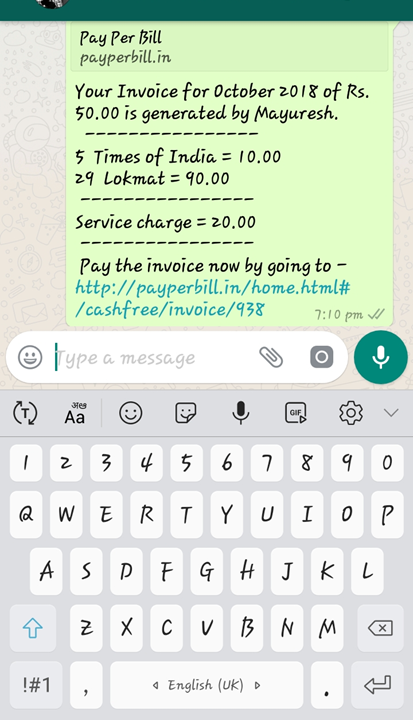 Pay Per Bill
payperbill.in
Your Invoice for October 2018 of Rs.
50.00 is generated by Mayuresh.
----------------
5 Times of India = 10.00
29 Lokmat = 90.00
----------------
Service charge = 20.00
----------------
Pay the invoice now by going to -
http://payperbill.in/home.html#
/cashfree/invoice/938
7:10 pm
Type a message
T Aa अआ GIF
1 2 3 4 5 6 7 8 9 0
Q W E R T Y U I O P
A S D F G H J K L
Z X C V B N M
!#1 , English (UK) .